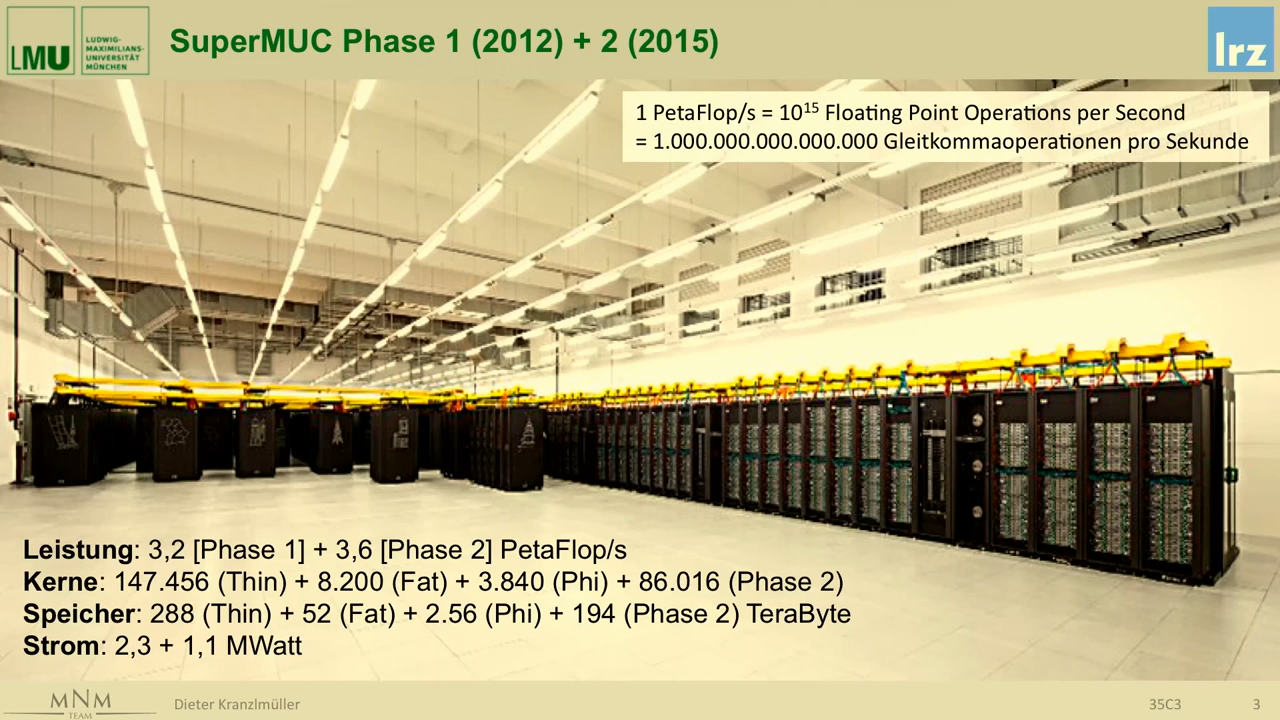 LMU
LUDWIG-
MAXIMILIANS-
UNIVERSITÄT
MÜNCHEN
SuperMUC Phase 1 (2012) + 2 (2015)
lrz
1 PetaFlop/s = 10¹⁵ Floating Point Operations per Second
= 1.000.000.000.000.000 Gleitkommaoperationen pro Sekunde
Leistung: 3,2 [Phase 1] + 3,6 [Phase 2] PetaFlop/s
Kerne: 147.456 (Thin) + 8.200 (Fat) + 3.840 (Phi) + 86.016 (Phase 2)
Speicher: 288 (Thin) + 52 (Fat) + 2.56 (Phi) + 194 (Phase 2) TeraByte
Strom: 2,3 + 1,1 MWatt
MNM
TEAM
Dieter Kranzlmüller
35C3
3